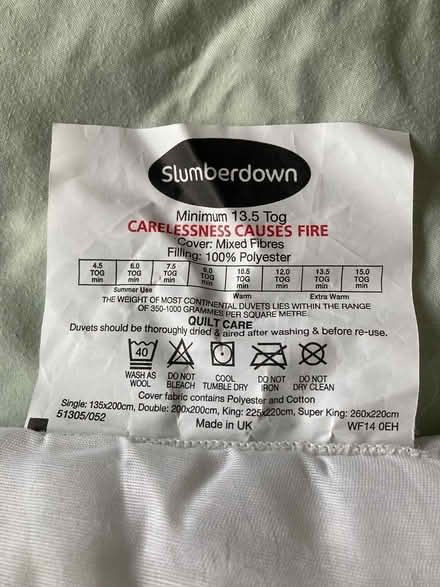 Slumberdown
Minimum 13.5 Tog
CARELESSNESS CAUSES FIRE
Cover: Mixed Fibres
Filling: 100% Polyester
4.5 TOG min 6.0 TOG min 7.5 TOG min 9.0 TOG min 10.5 TOG min 12.0 TOG min 13.5 TOG min 15.0 TOG min
Summer Use Warm Extra Warm
THE WEIGHT OF MOST CONTINENTAL DUVETS LIES WITHIN THE RANGE
OF 350-1000 GRAMMES PER SQUARE METRE.
QUILT CARE
Duvets should be thoroughly dried & aired after washing & before re-use.
40
WASH AS WOOL DO NOT BLEACH COOL TUMBLE DRY DO NOT IRON DO NOT DRY CLEAN
Cover fabric contains Polyester and Cotton
Single: 135x200cm, Double: 200x200cm, King: 225x220cm, Super King: 260x220cm
51305/052 Made in UK WF14 0EH